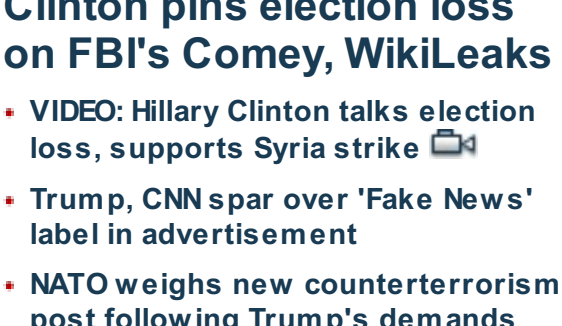 Clinton pins election loss
on FBI's Comey, WikiLeaks
VIDEO: Hillary Clinton talks election
loss, supports Syria strike
Trump, CNN spar over 'Fake News'
label in advertisement
NATO weighs new counterterrorism
post following Trump's demands